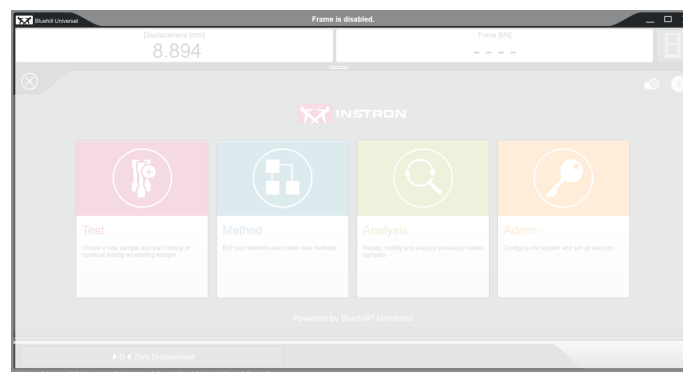 Bluehill Universal
Frame is disabled.
Displacement [mm]
8.894
Force [kN]
- - - -
INSTRON
Test
Create a new sample and start testing or
continue testing an existing sample.
Method
Edit test methods and create new methods.
Analysis
Replay, modify and analyze previously tested
samples.
Admin
Configure the system and set up security.
Powered by Bluehill® Universal
Zero Displacement